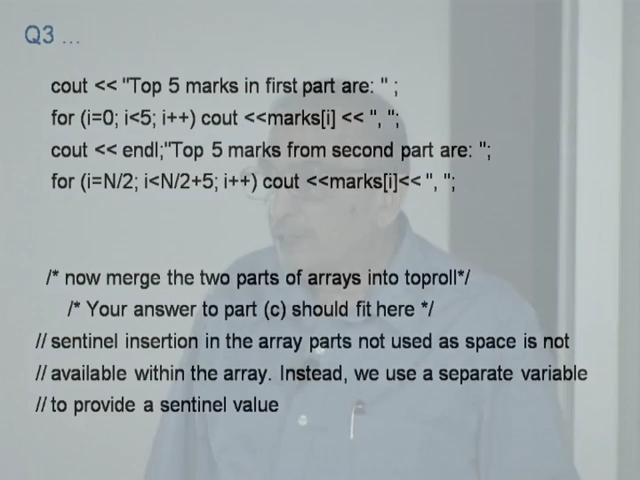 Q3 ...
cout << "Top 5 marks in first part are: " ;
for (i=0; i<5; i++) cout <<marks[i] << ", ";
cout << endl;"Top 5 marks from second part are: ";
for (i=N/2; i<N/2+5; i++) cout <<marks[i]<< ", ";
/* now merge the two parts of arrays into toproll*/
/* Your answer to part (c) should fit here */
// sentinel insertion in the array parts not used as space is not
// available within the array. Instead, we use a separate variable
// to provide a sentinel value